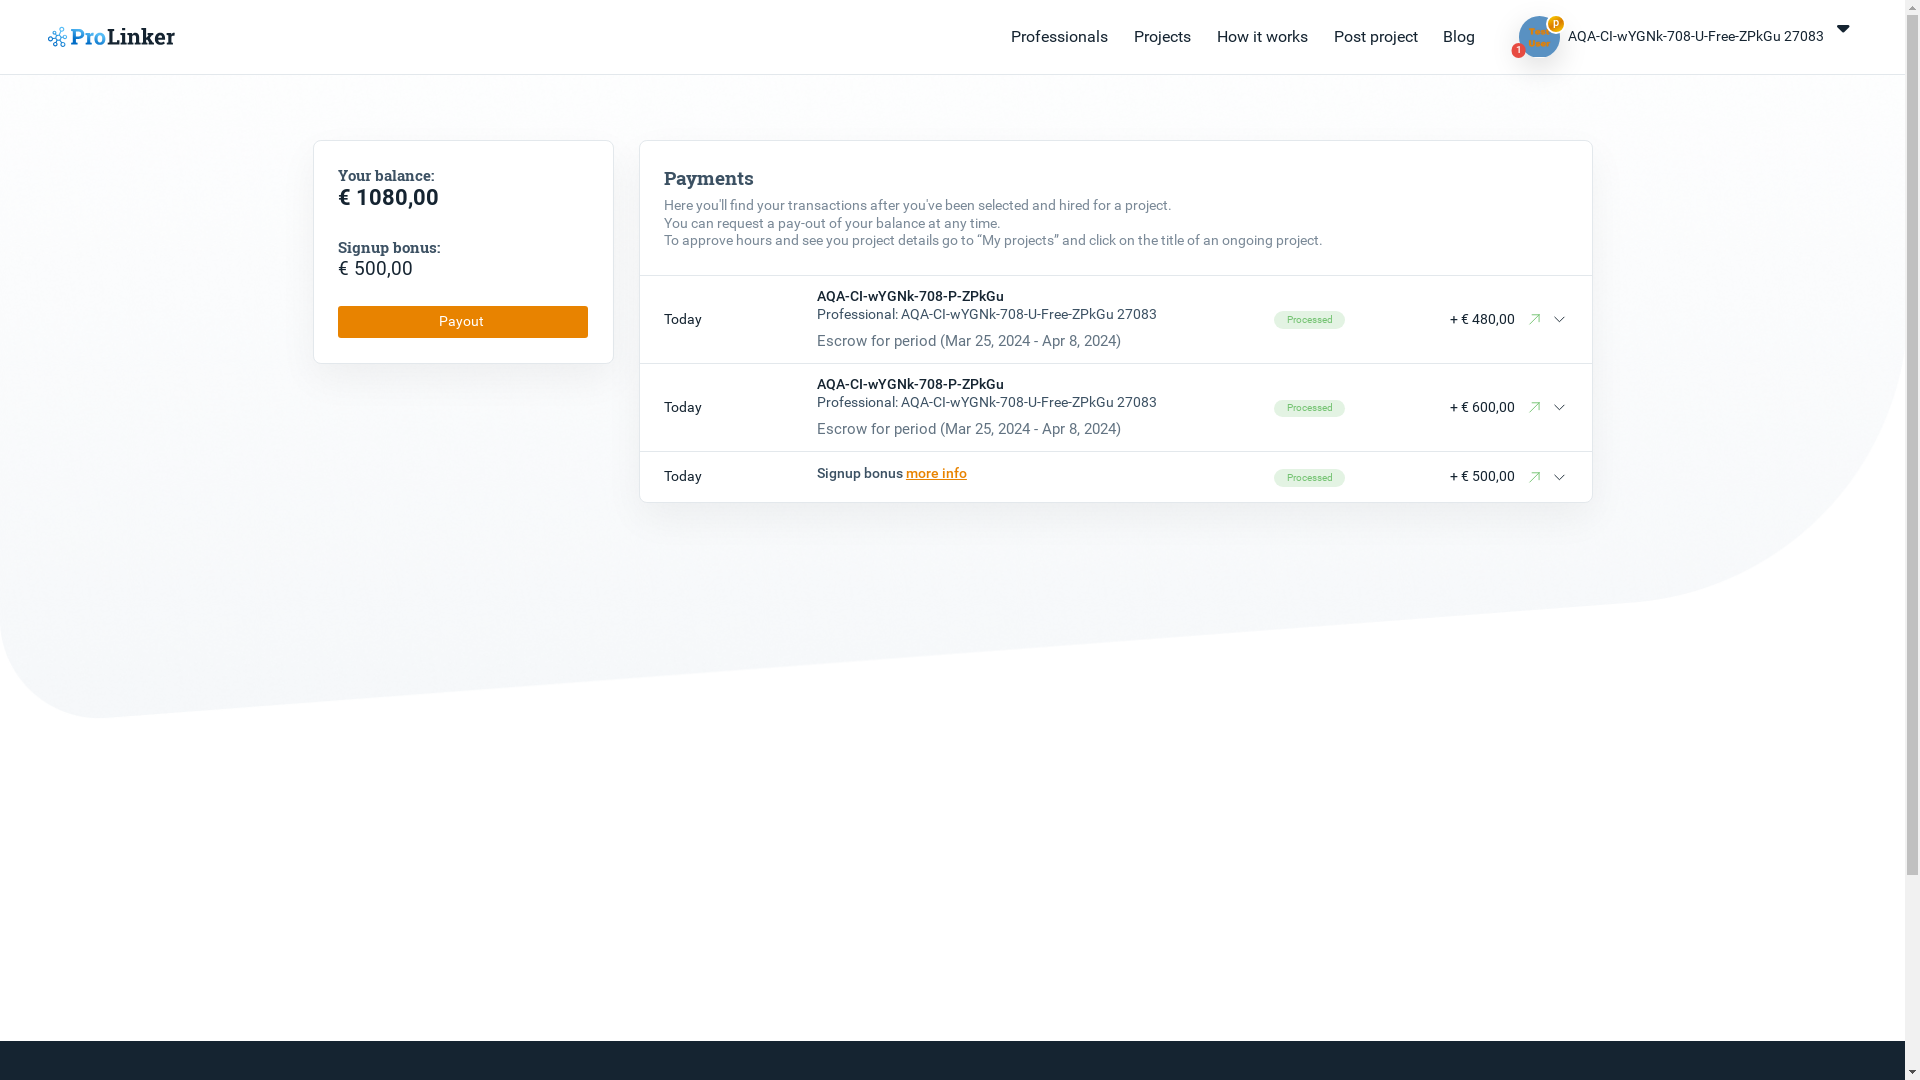 ProLinker
Professionals
Projects
How it works
Post project
Blog
P
Test
User
1
AQA-CI-wYGNk-708-U-Free-ZPkGu 27083
Your balance:
€ 1080,00
Signup bonus:
€ 500,00
Payout
Payments
Here you'll find your transactions after you've been selected and hired for a project.
You can request a pay-out of your balance at any time.
To approve hours and see you project details go to “My projects” and click on the title of an ongoing project.
Today
AQA-CI-wYGNk-708-P-ZPkGu
Professional: AQA-CI-wYGNk-708-U-Free-ZPkGu 27083
Escrow for period (Mar 25, 2024 - Apr 8, 2024)
Processed
+ € 480,00
Today
AQA-CI-wYGNk-708-P-ZPkGu
Professional: AQA-CI-wYGNk-708-U-Free-ZPkGu 27083
Escrow for period (Mar 25, 2024 - Apr 8, 2024)
Processed
+ € 600,00
Today
Signup bonus more info
Processed
+ € 500,00